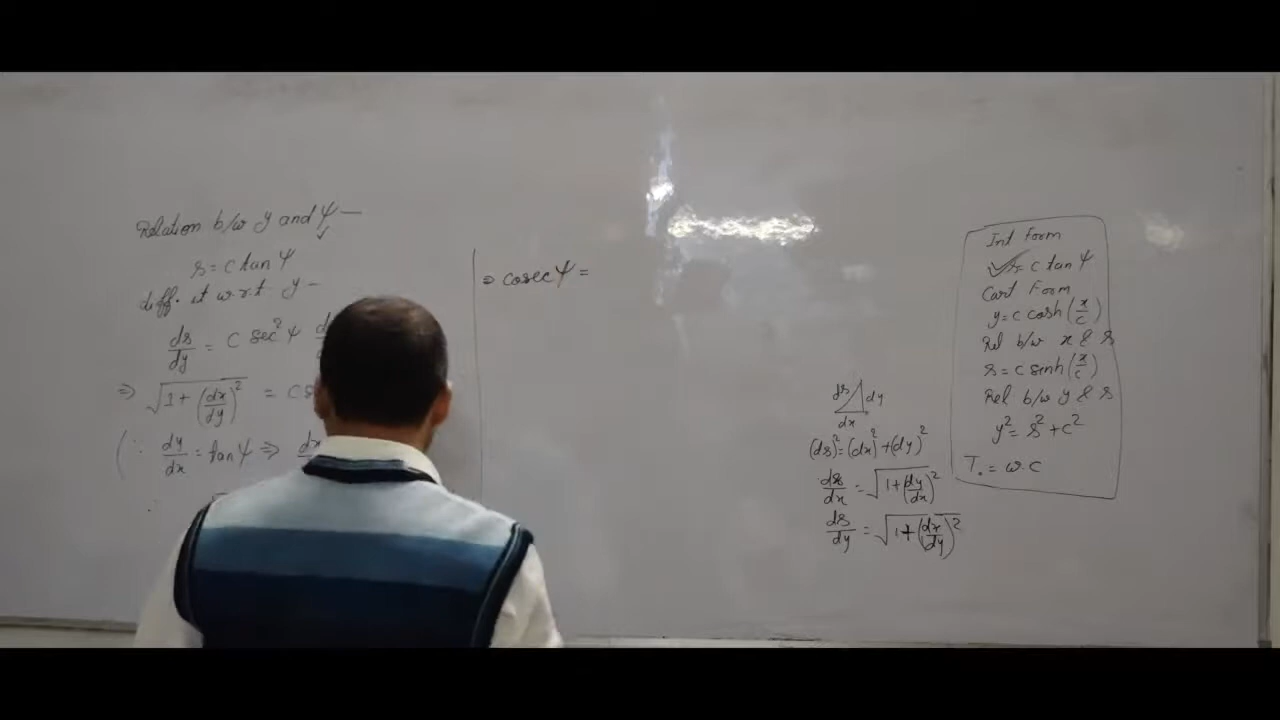 Relation b/w y and ψ —
s = c tan ψ
diff. it w.r.t. y –
ds/dy = c sec² ψ
⇒ √(1 + (dx/dy)²) = c
(∵ dy/dx = tan ψ ⇒
⇒ cosec ψ =
ds dy
dx
(ds)² = (dx)² + (dy)²
ds/dx = √(1 + (dy/dx)²)
ds/dy = √(1 + (dx/dy)²)
Int Form
s = c tan ψ
Cart Form
y = c cosh(x/c)
Rel b/w x & s
s = c sinh(x/c)
Rel b/w y & s
y² = s² + c²
T₀ = w c